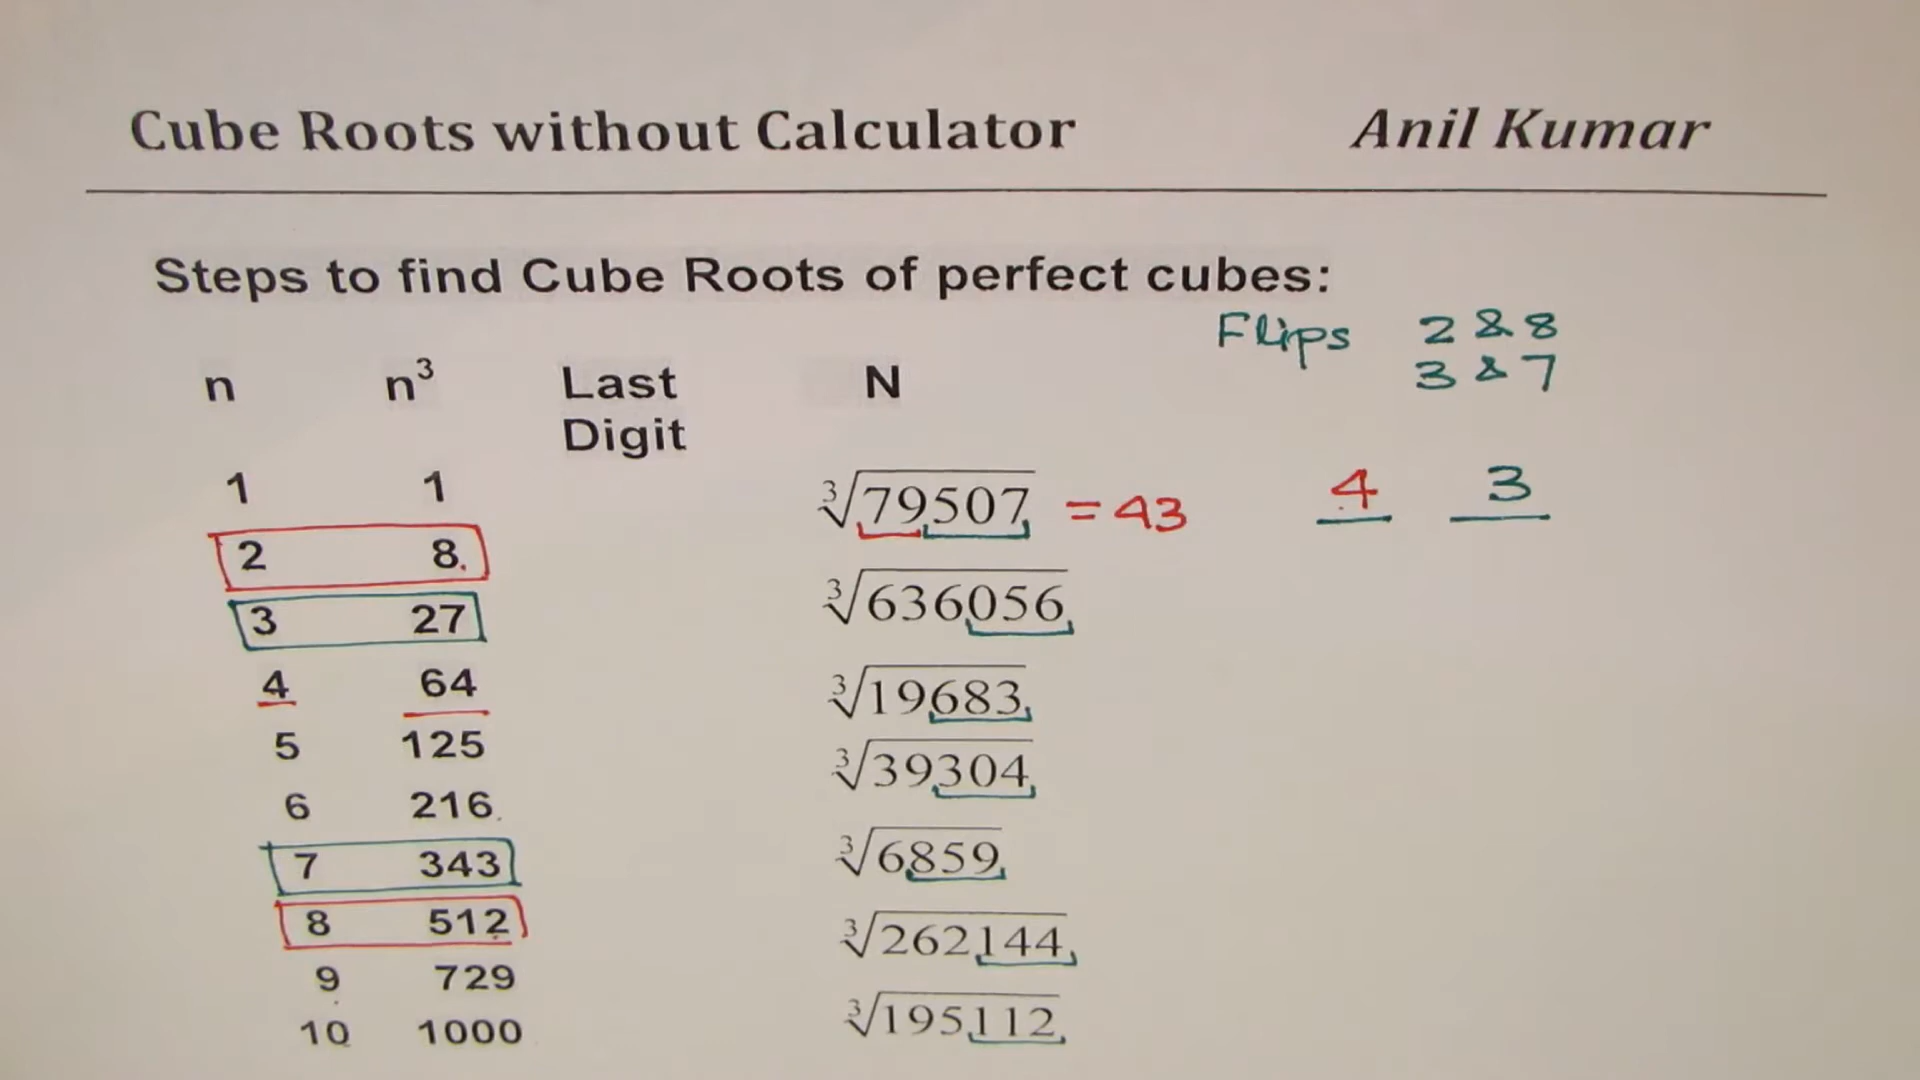 Cube Roots without Calculator Anil Kumar
Steps to find Cube Roots of perfect cubes:
Flips 2 & 8
3 & 7
n n³ Last Digit N
1 1 ∛79507 = 43 4 3
2 8
3 27 ∛636056
4 64 ∛19683
5 125 ∛39304
6 216
7 343 ∛6859
8 512 ∛262144
9 729
10 1000 ∛195112